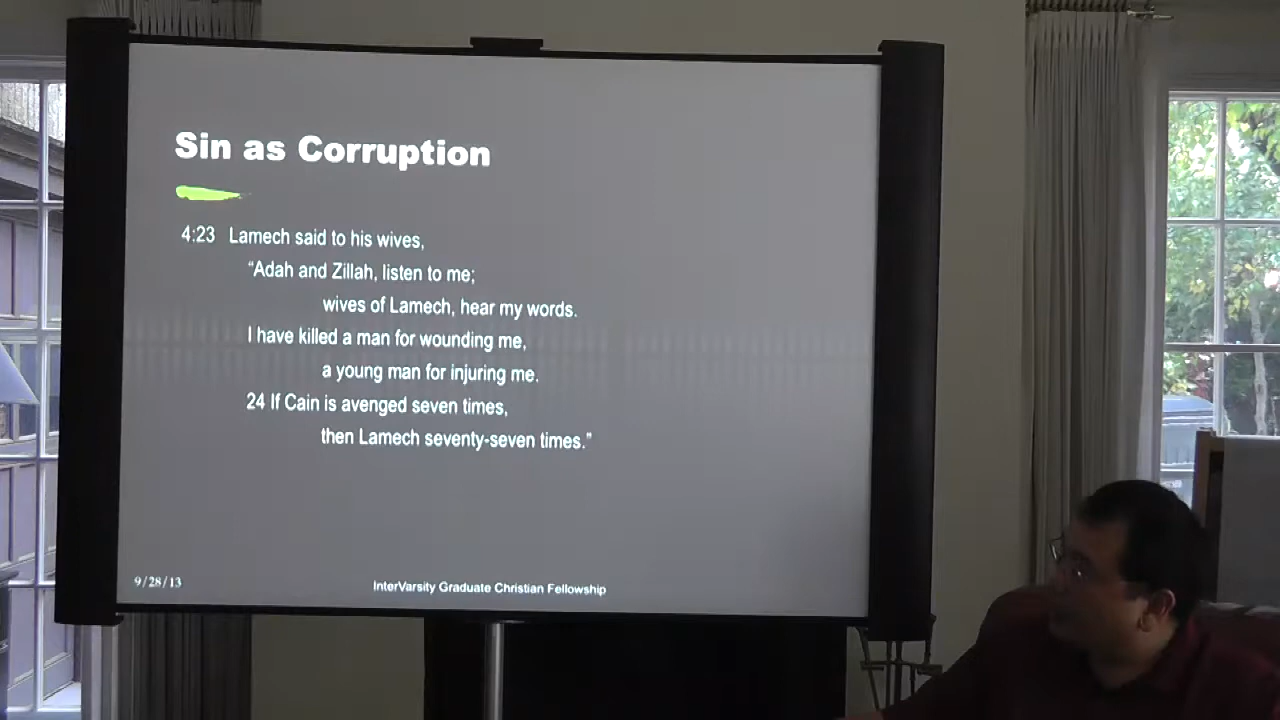 Sin as Corruption
4:23 Lamech said to his wives,
“Adah and Zillah, listen to me;
wives of Lamech, hear my words.
I have killed a man for wounding me,
a young man for injuring me.
24 If Cain is avenged seven times,
then Lamech seventy-seven times.”
9/28/13
InterVarsity Graduate Christian Fellowship